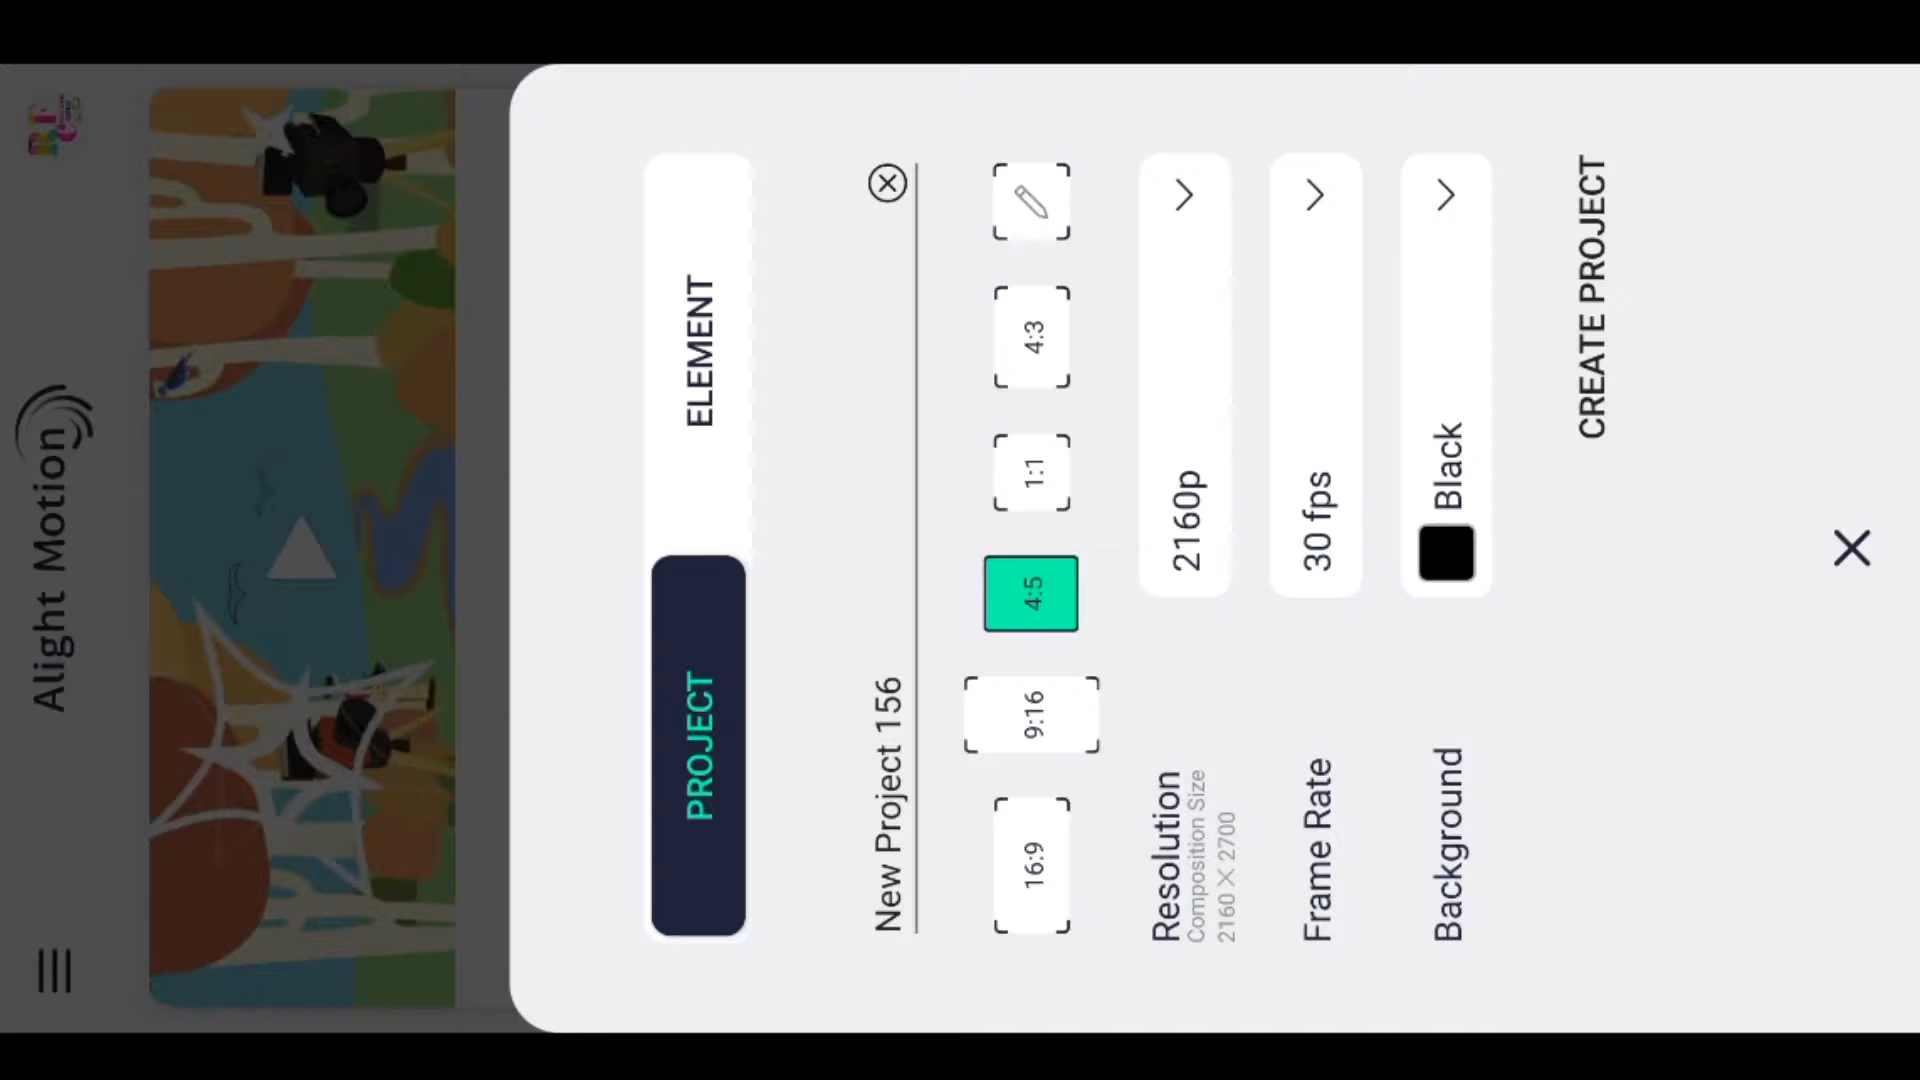 Alight Motion
PROJECT
ELEMENT
New Project 156
16:9
9:16
4:5
1:1
4:3
Resolution
2160p
Composition Size
2160 × 2700
Frame Rate
30 fps
Background
Black
CREATE PROJECT